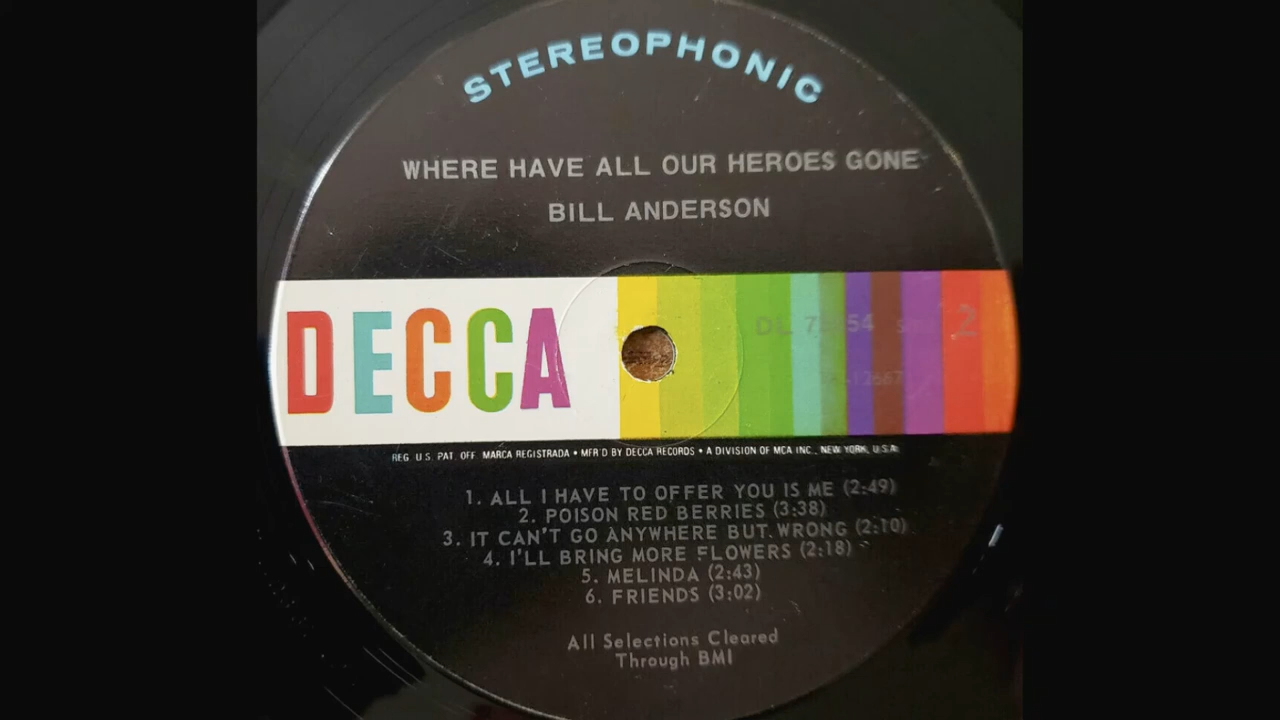 STEREOPHONIC
WHERE HAVE ALL OUR HEROES GONE
BILL ANDERSON
DECCA
DL 2
REG. U.S. PAT. OFF. MARCA REGISTRADA • MFR'D BY DECCA RECORDS • A DIVISION OF MCA INC., NEW YORK, U.S.A.
1. ALL I HAVE TO OFFER YOU IS ME (2:49)
2. POISON RED BERRIES (3:38)
3. IT CAN'T GO ANYWHERE BUT WRONG (2:10)
4. I'LL BRING MORE FLOWERS (2:18)
5. MELINDA (2:43)
6. FRIENDS (3:02)
All Selections Cleared
Through BMI